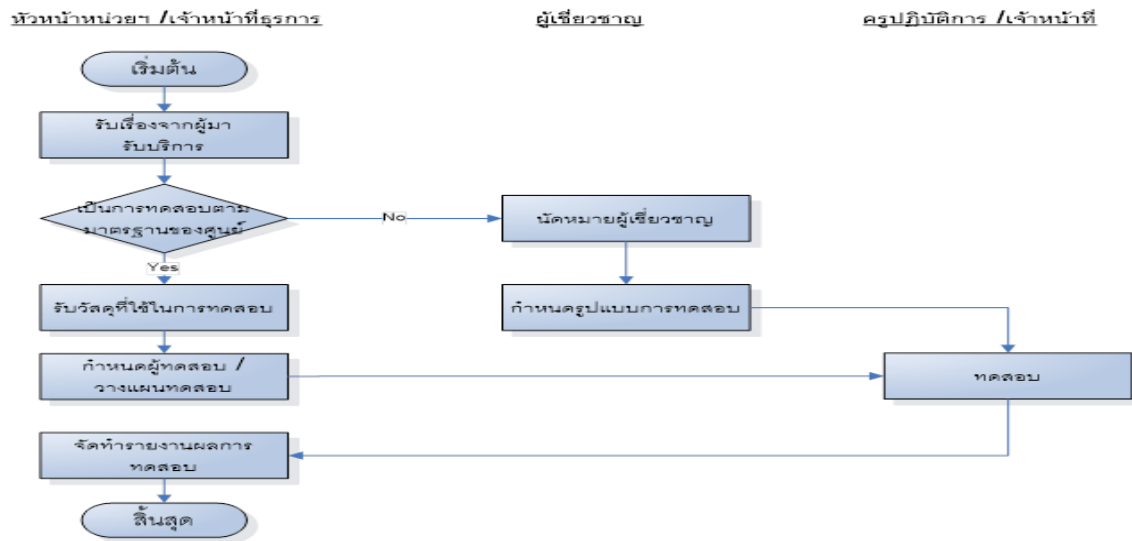 หัวหน้าหน่วยฯ /เจ้าหน้าที่ธุรการ
ผู้เชี่ยวชาญ
ครูปฏิบัติการ /เจ้าหน้าที่
เริ่มต้น
รับเรื่องจากผู้มา
รับบริการ
เป็นการทดสอบตาม
มาตรฐานของศูนย์
No
นัดหมายผู้เชี่ยวชาญ
Yes
รับวัสดุที่ใช้ในการทดสอบ
กำหนดรูปแบบการทดสอบ
กำหนดผู้ทดสอบ /
วางแผนทดสอบ
ทดสอบ
จัดทำรายงานผลการ
ทดสอบ
สิ้นสุด